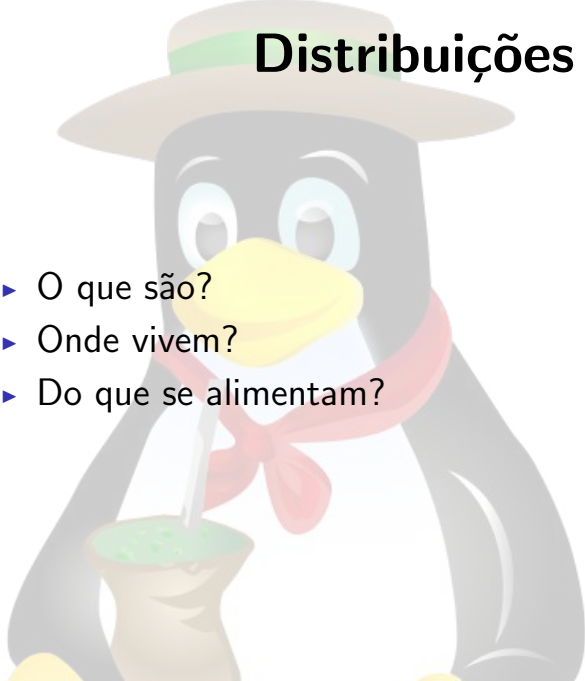 Distribuições
▶ O que são?
▶ Onde vivem?
▶ Do que se alimentam?